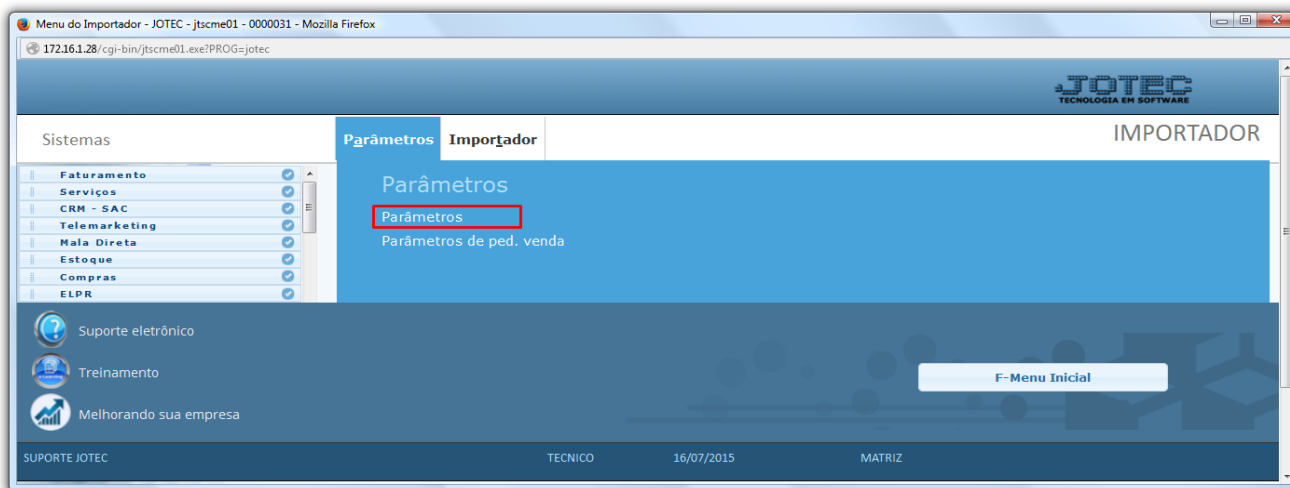 Menu do Importador - JOTEC - jtscme01 - 0000031 - Mozilla Firefox
172.16.1.28/cgi-bin/jtscme01.exe?PROG=jotec
JOTEC
TECNOLOGIA EM SOFTWARE
Sistemas
Parâmetros
Importador
IMPORTADOR
Faturamento
Serviços
CRM - SAC
Telemarketing
Mala Direta
Estoque
Compras
ELPR
Parâmetros
Parâmetros
Parâmetros de ped. venda
Suporte eletrônico
Treinamento
Melhorando sua empresa
F-Menu Inicial
SUPORTE JOTEC
TECNICO
16/07/2015
MATRIZ